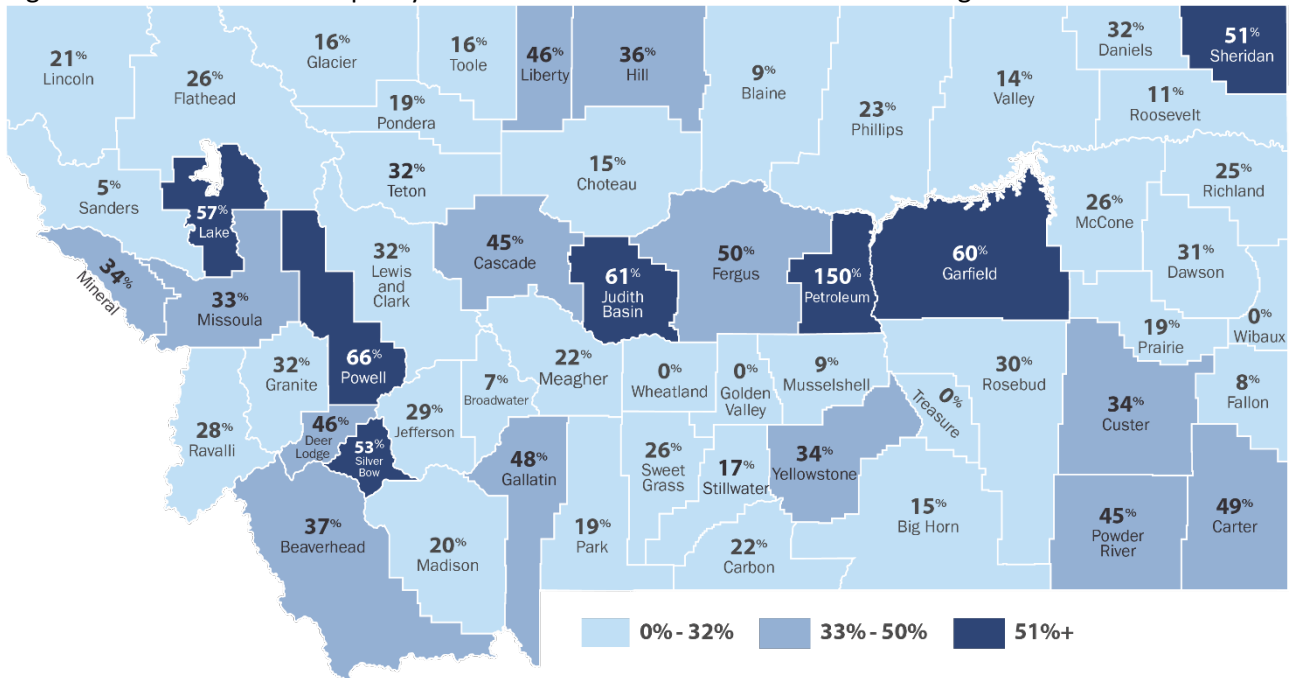 21%
Lincoln
26%
Flathead
16%
Glacier
16%
Toole
46%
Liberty
36%
Hill
9%
Blaine
23%
Phillips
14%
Valley
32%
Daniels
51%
Sheridan
11%
Roosevelt
19%
Pondera
32%
Teton
15%
Choteau
25%
Richland
26%
McCone
31%
Dawson
5%
Sanders
57%
Lake
34%
Mineral
33%
Missoula
32%
Lewis
and
Clark
45%
Cascade
61%
Judith
Basin
50%
Fergus
150%
Petroleum
60%
Garfield
19%
Prairie
0%
Wibaux
32%
Granite
66%
Powell
22%
Meagher
0%
Wheatland
0%
Golden
Valley
9%
Musselshell
0%
Treasure
30%
Rosebud
34%
Custer
8%
Fallon
28%
Ravalli
46%
Deer
Lodge
53%
Silver
Bow
29%
Jefferson
7%
Broadwater
48%
Gallatin
26%
Sweet
Grass
17%
Stillwater
34%
Yellowstone
15%
Big Horn
45%
Powder
River
49%
Carter
37%
Beaverhead
20%
Madison
19%
Park
22%
Carbon
0% - 32%
33% - 50%
51%+